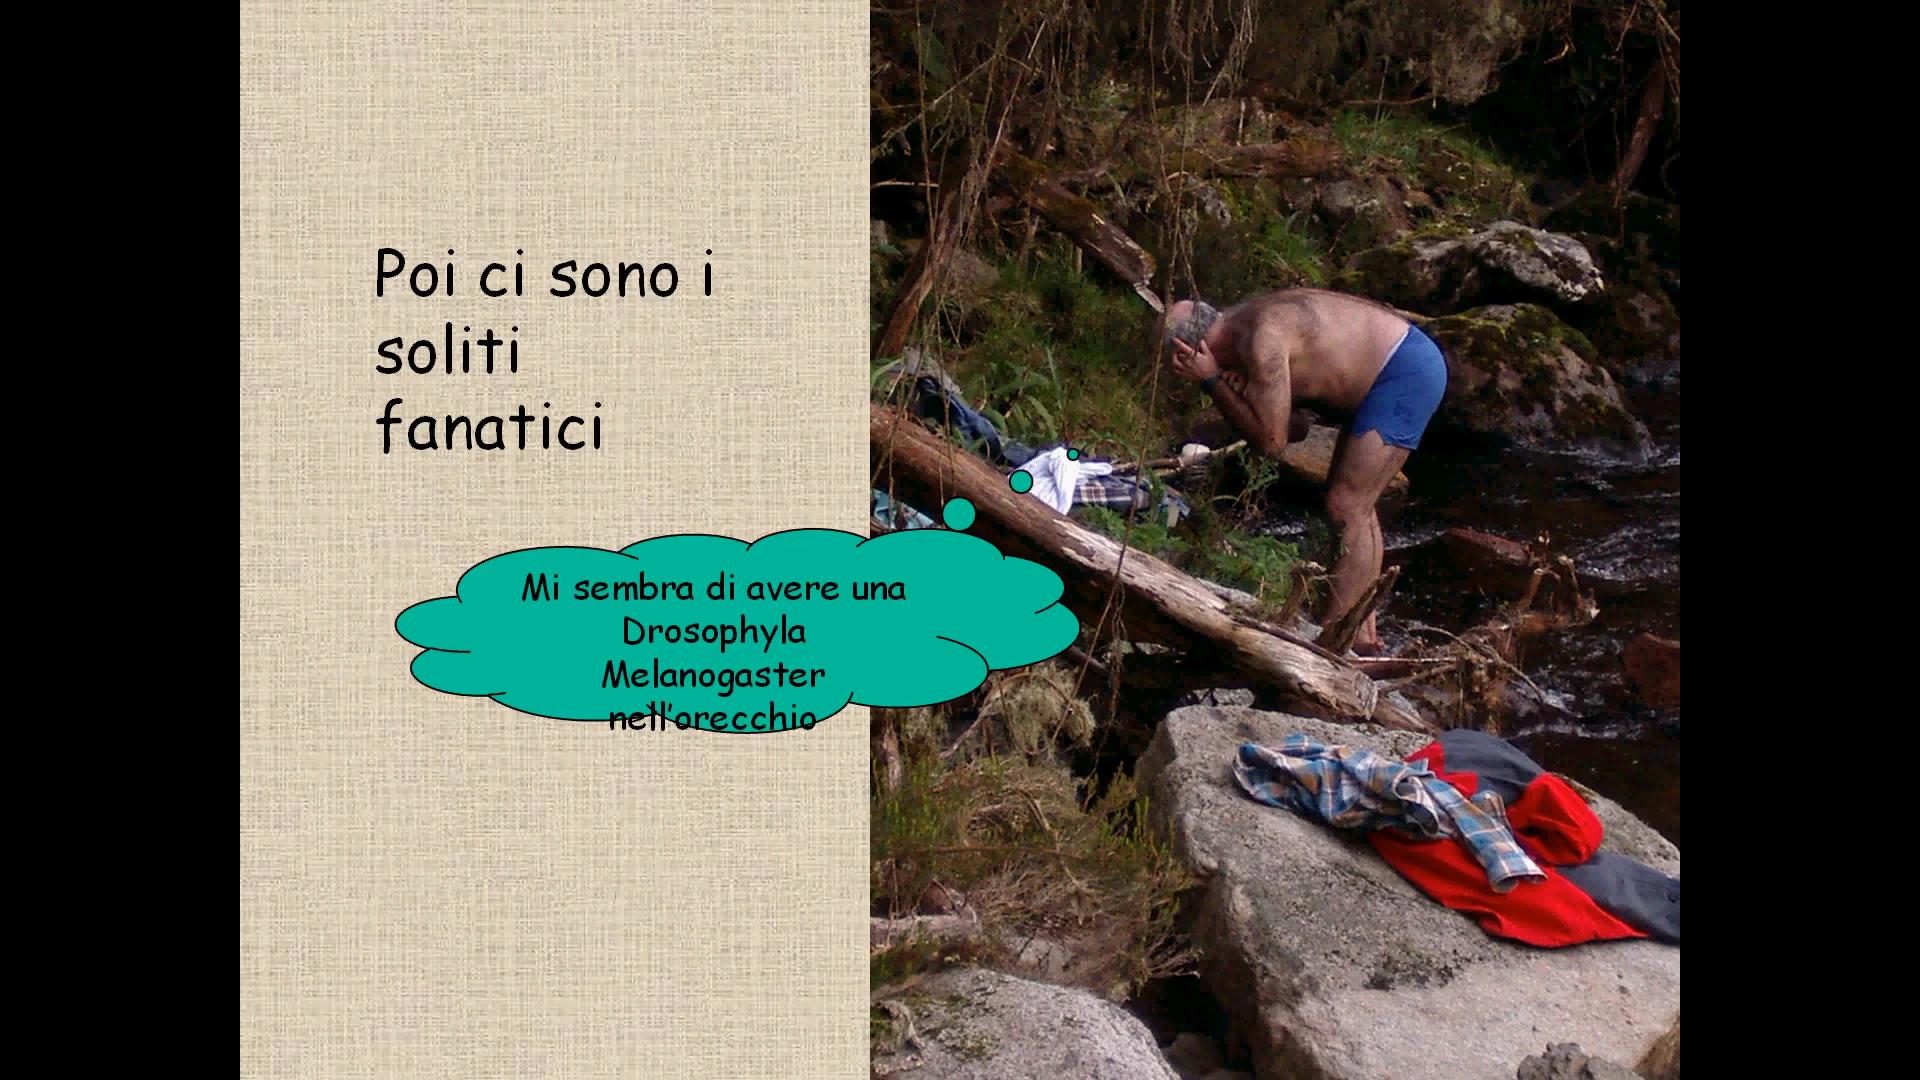 Poi ci sono i
soliti
fanatici
Mi sembra di avere una
Drosophyla
Melanogaster
nell'orecchio